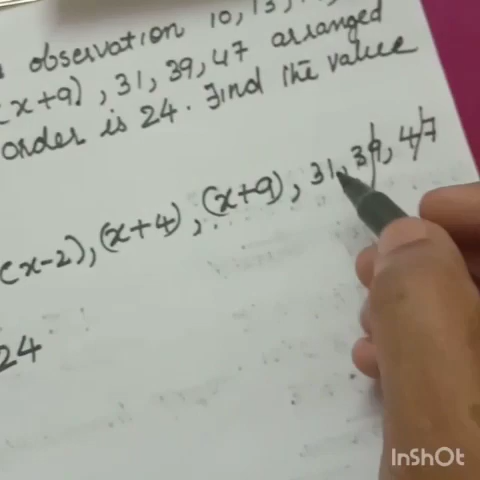 observation 10, 13,
(x+9), 31, 39, 47 arranged
order is 24. Find the value
(x-2), (x+4), (x+9), 31, 39, 47
24
InShOt